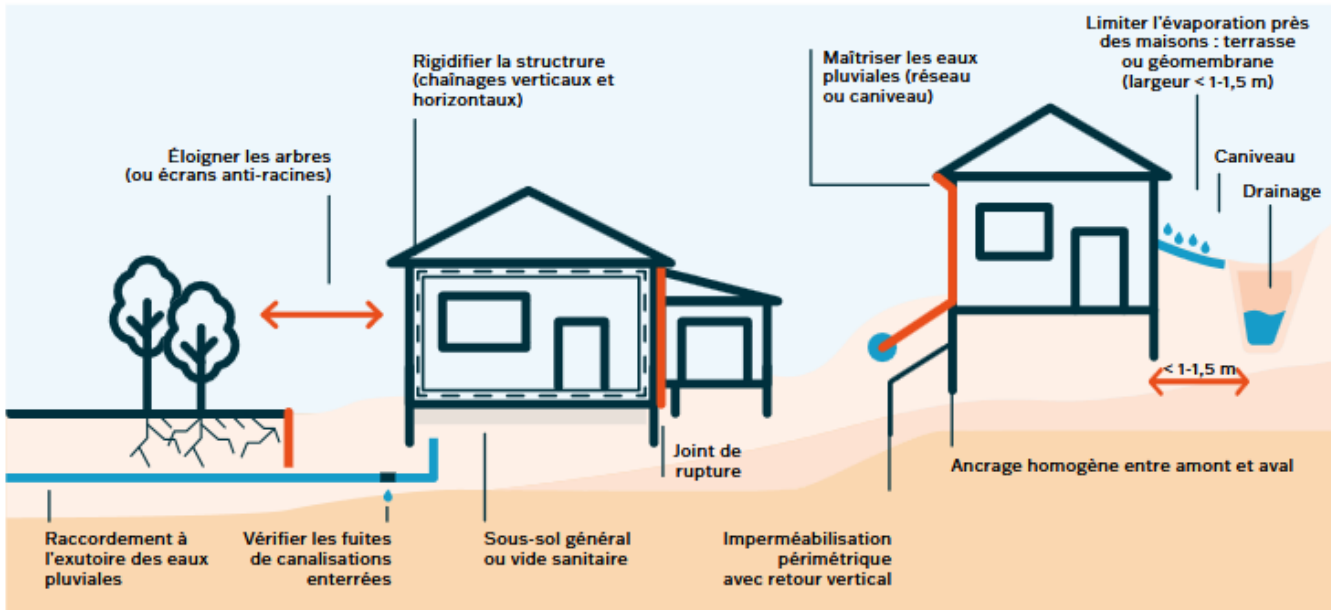 Rigidifier la structrure
(chaînages verticaux et
horizontaux)
Éloigner les arbres
(ou écrans anti-racines)
Maîtriser les eaux
pluviales (réseau
ou caniveau)
Limiter l'évaporation près
des maisons : terrasse
ou géomembrane
(largeur < 1-1,5 m)
Caniveau
Drainage
< 1-1,5 m
Joint de
rupture
Ancrage homogène entre amont et aval
Raccordement à
l'exutoire des eaux
pluviales
Vérifier les fuites
de canalisations
enterrées
Sous-sol général
ou vide sanitaire
Imperméabilisation
périmétrique
avec retour vertical